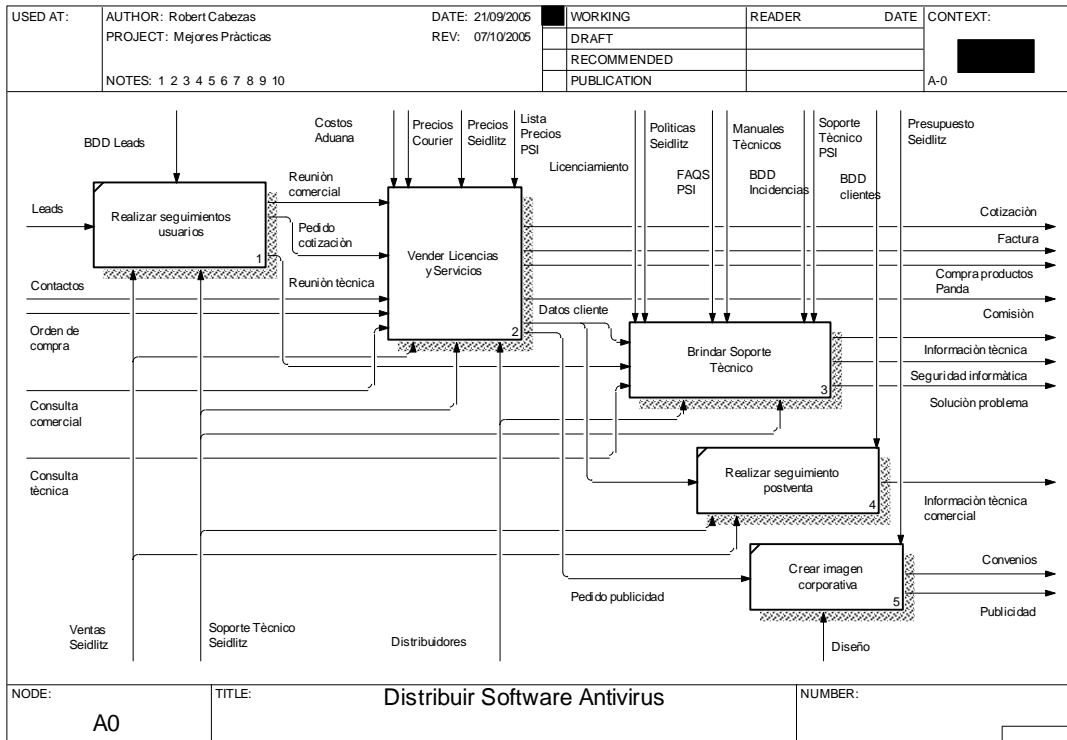 USED AT:
AUTHOR: Robert Cabezas
DATE: 21/09/2005
WORKING
READER
DATE
CONTEXT:
PROJECT: Mejores Pràcticas
REV: 07/10/2005
DRAFT
RECOMMENDED
NOTES: 1 2 3 4 5 6 7 8 9 10
PUBLICATION
A-0
BDD Leads
Costos
Aduana
Precios
Courier
Precios
Seidlitz
Lista
Precios
PSI
Licenciamiento
Polìticas
Seidlitz
FAQS
PSI
Manuales
Tècnicos
BDD
Incidencias
Soporte
Tècnico
PSI
BDD
clientes
Presupuesto
Seidlitz
Leads
Realizar seguimientos
usuarios
1
Reuniòn
comercial
Pedido
cotizaciòn
Reuniòn tècnica
Vender Licencias
y Servicios
2
Cotizaciòn
Factura
Compra productos
Panda
Comisiòn
Contactos
Orden de
compra
Datos cliente
Brindar Soporte
Tècnico
3
Informaciòn tècnica
Seguridad informàtica
Soluciòn problema
Consulta
comercial
Consulta
tècnica
Realizar seguimiento
postventa
4
Informaciòn tècnica
comercial
Crear imagen
corporativa
5
Convenios
Publicidad
Pedido publicidad
Ventas
Seidlitz
Soporte Tècnico
Seidlitz
Distribuidores
Diseño
NODE:
TITLE:
NUMBER:
A0
Distribuir Software Antivirus